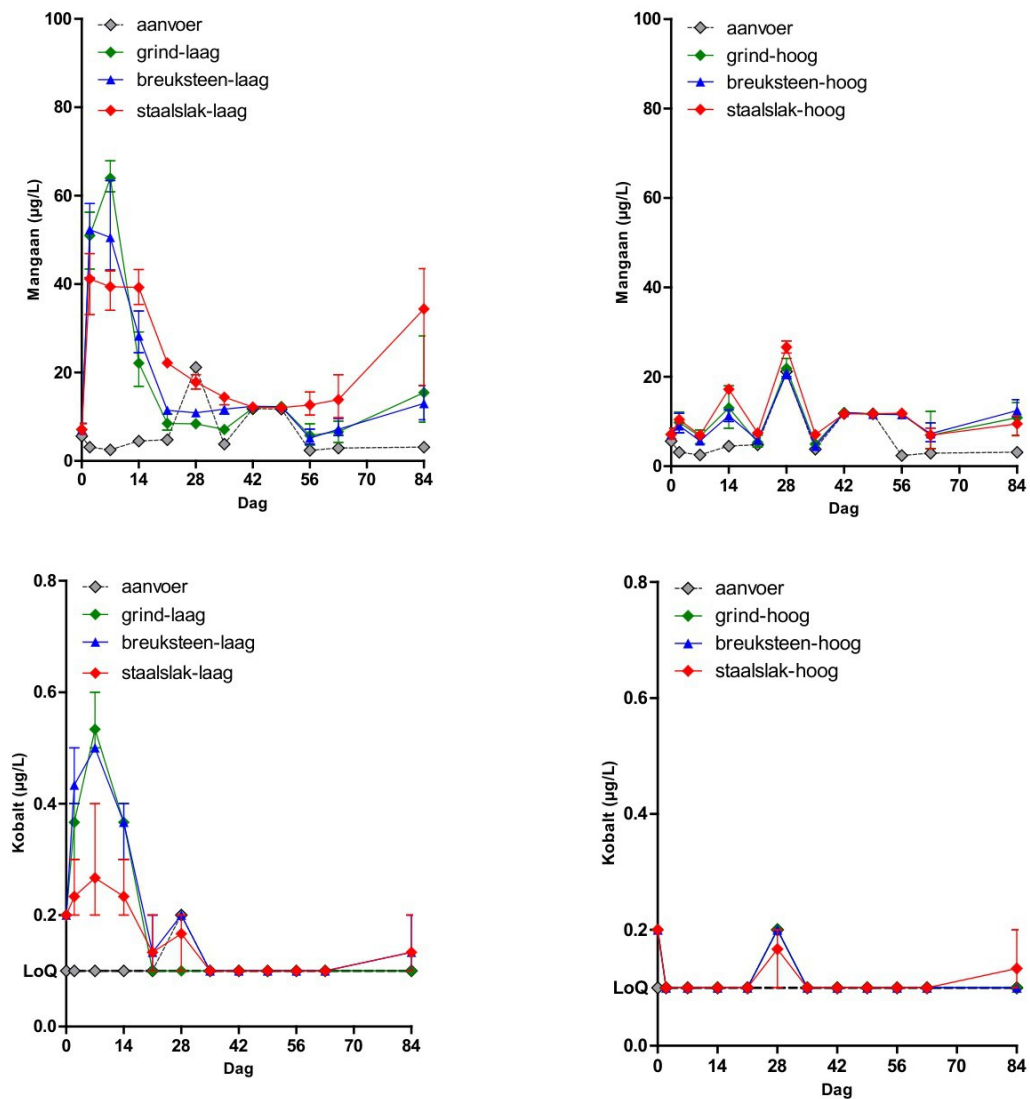 100
80
60
40
20
0
Mangaan (µg/L)
aanvoer
grind-laag
breuksteen-laag
staalslak-laag
0 14 28 42 56 70 84
Dag
100
80
60
40
20
0
Mangaan (µg/L)
aanvoer
grind-hoog
breuksteen-hoog
staalslak-hoog
0 14 28 42 56 70 84
Dag
0.8
0.6
0.4
0.2
LoQ
0.0
Kobalt (µg/L)
aanvoer
grind-laag
breuksteen-laag
staalslak-laag
0 14 28 42 56 70 84
Dag
0.8
0.6
0.4
0.2
LoQ
0.0
Kobalt (µg/L)
aanvoer
grind-hoog
breuksteen-hoog
staalslak-hoog
0 14 28 42 56 70 84
Dag